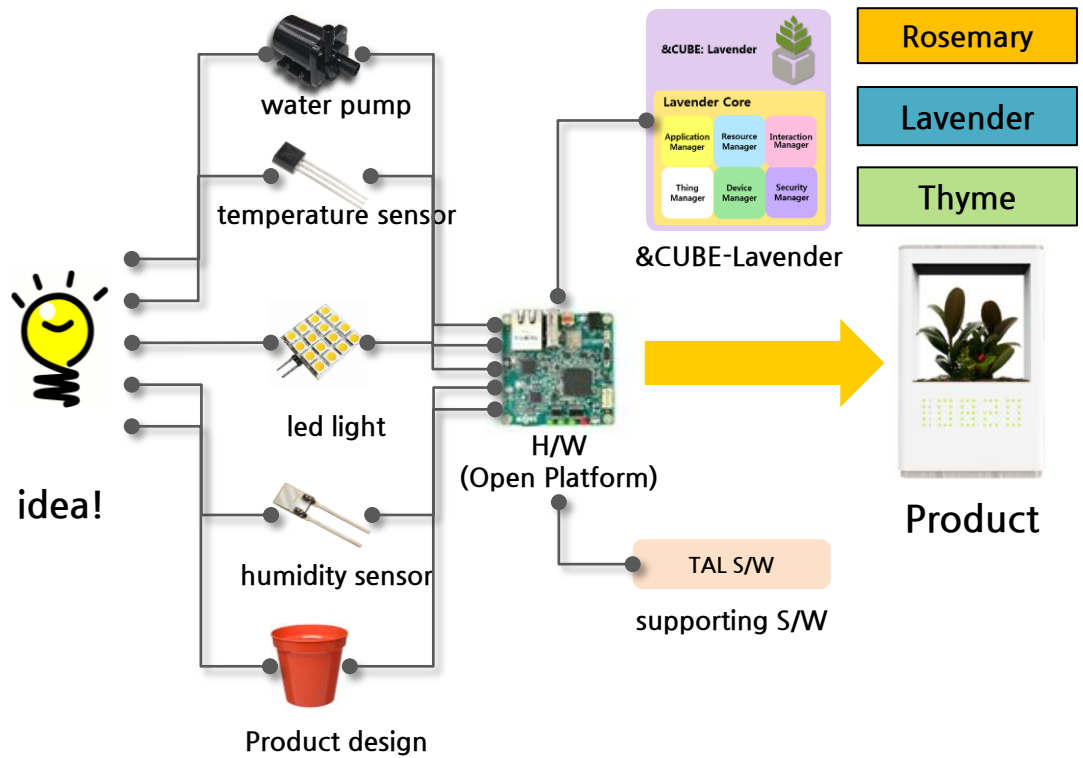 water pump
temperature sensor
idea!
led light
humidity sensor
Product design
H/W
(Open Platform)
&CUBE: Lavender
Lavender Core
Application
Manager
Resource
Manager
Interaction
Manager
Thing
Manager
Device
Manager
Security
Manager
&CUBE-Lavender
TAL S/W
supporting S/W
Rosemary
Lavender
Thyme
Product